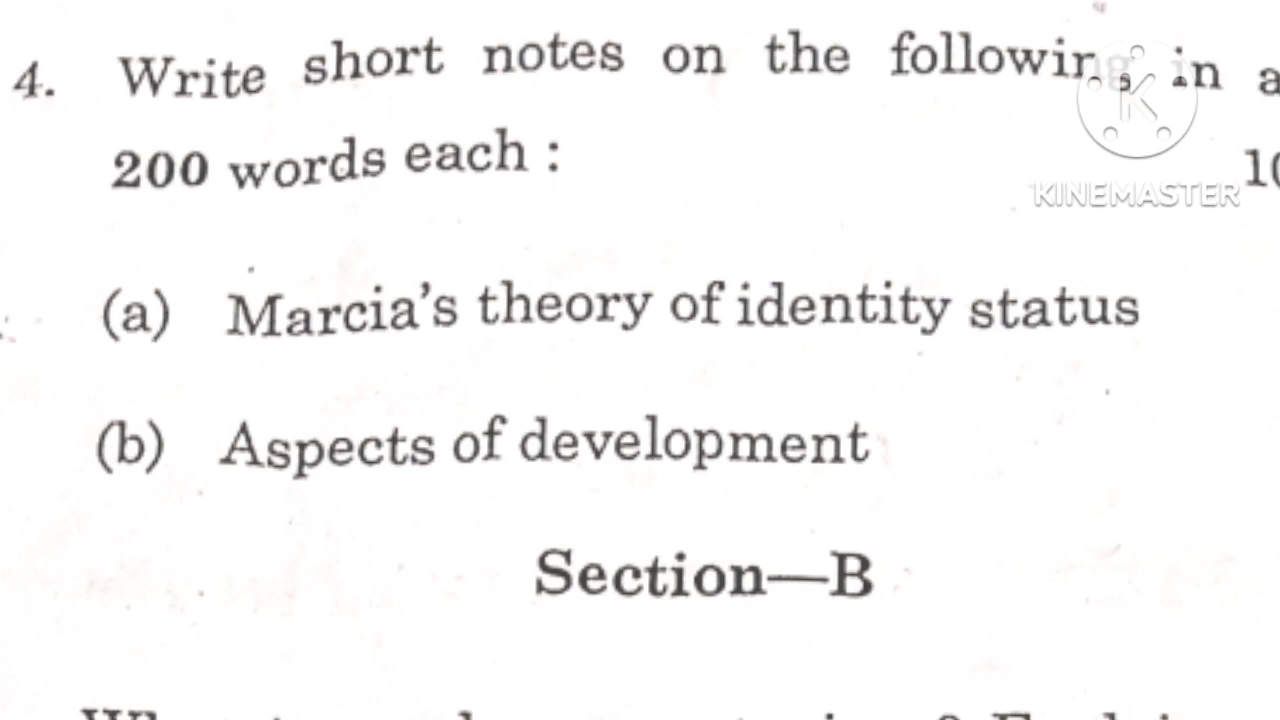 4. Write short notes on the following in a
200 words each : 10
KINEMASTER
(a) Marcia's theory of identity status
(b) Aspects of development
Section—B